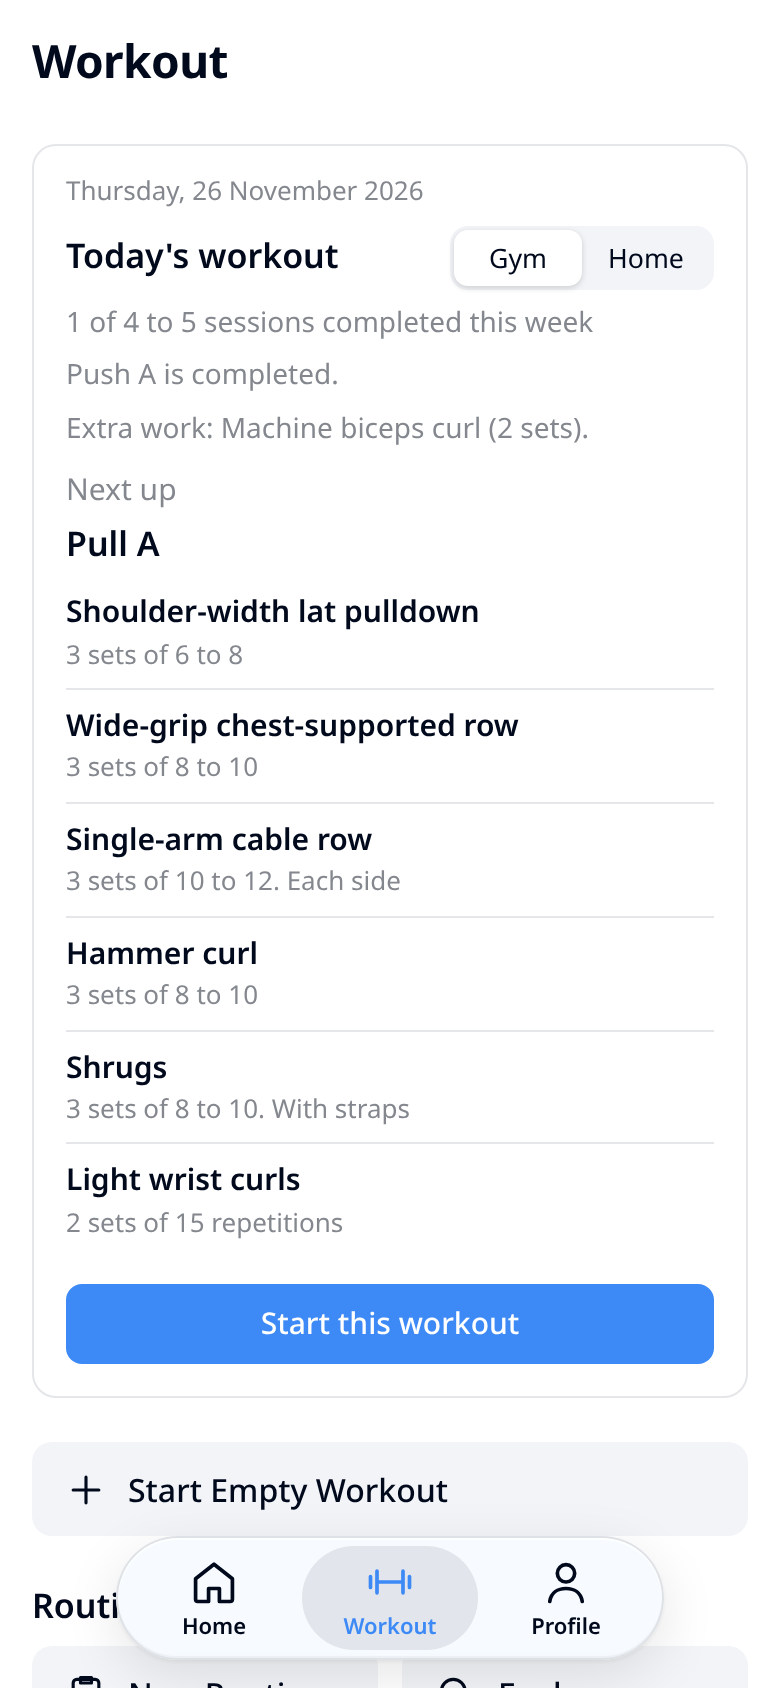 Workout
Thursday, 26 November 2026
Today's workout
Gym
Home
1 of 4 to 5 sessions completed this week
Push A is completed.
Extra work: Machine biceps curl (2 sets).
Next up
Pull A
Shoulder-width lat pulldown
3 sets of 6 to 8
Wide-grip chest-supported row
3 sets of 8 to 10
Single-arm cable row
3 sets of 10 to 12. Each side
Hammer curl
3 sets of 8 to 10
Shrugs
3 sets of 8 to 10. With straps
Light wrist curls
2 sets of 15 repetitions
Start this workout
Start Empty Workout
Home
Workout
Profile